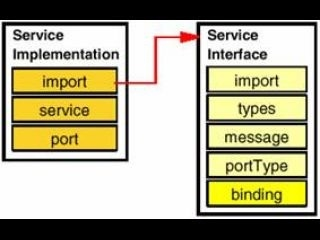 Service
Implementation
import
service
port
Service
Interface
import
types
message
portType
binding